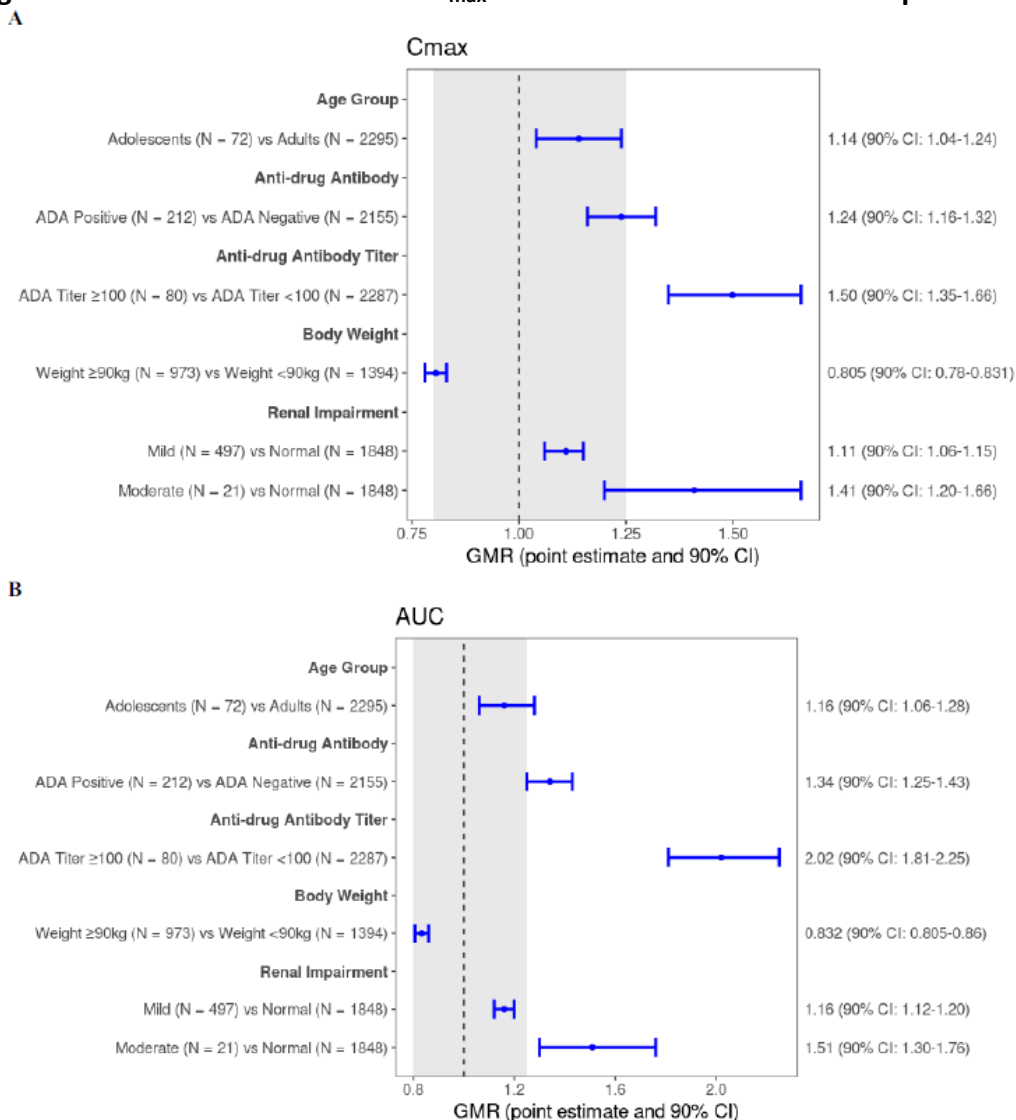 max
A
Cmax
Age Group
Adolescents (N – 72) vs Adults (N – 2295)
1.14 (90% CI: 1.04-1.24)
Anti-drug Antibody
ADA Positive (N – 212) vs ADA Negative (N – 2155)
1.24 (90% CI: 1.16-1.32)
Anti-drug Antibody Titer
ADA Titer ≥100 (N – 80) vs ADA Titer <100 (N – 2287)
1.50 (90% CI: 1.35-1.66)
Body Weight
Weight ≥90kg (N = 973) vs Weight <90kg (N = 1394)
0.805 (90% CI: 0.78-0.831)
Renal Impairment
Mild (N = 497) vs Normal (N = 1848)
1.11 (90% CI: 1.06-1.15)
Moderate (N – 21) vs Normal (N – 1848)
1.41 (90% CI: 1.20-1.66)
0.75 1.00 1.25 1.50
GMR (point estimate and 90% CI)
B
AUC
Age Group
Adolescents (N – 72) vs Adults (N – 2295)
1.16 (90% CI: 1.06-1.28)
Anti-drug Antibody
ADA Positive (N = 212) vs ADA Negative (N = 2155)
1.34 (90% CI: 1.25-1.43)
Anti-drug Antibody Titer
ADA Titer ≥100 (N – 80) vs ADA Titer <100 (N – 2287)
2.02 (90% CI: 1.81-2.25)
Body Weight
Weight ≥90kg (N = 973) vs Weight <90kg (N = 1394)
0.832 (90% CI: 0.805-0.86)
Renal Impairment
Mild (N – 497) vs Normal (N – 1848)
1.16 (90% CI: 1.12-1.20)
Moderate (N = 21) vs Normal (N = 1848)
1.51 (90% CI: 1.30-1.76)
0.8 1.2 1.6 2.0
GMR (point estimate and 90% CI)